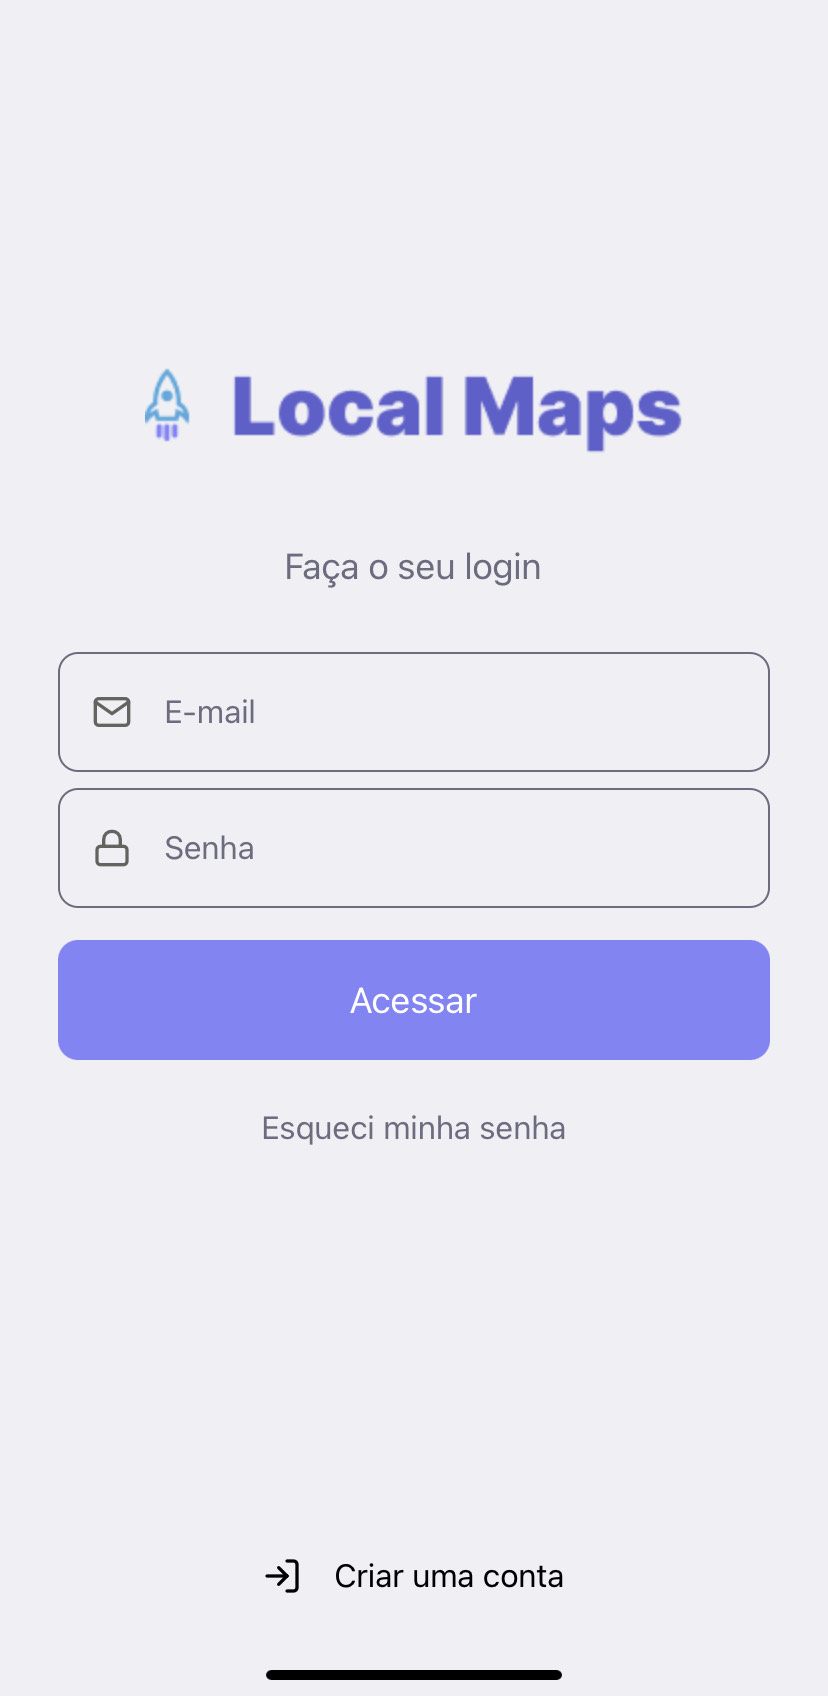 Local Maps
Faça o seu login
E-mail
Senha
Acessar
Esqueci minha senha
Criar uma conta